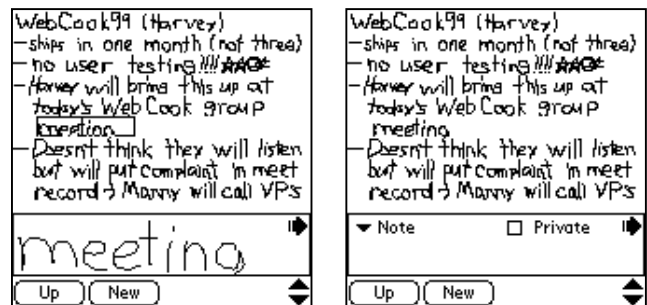 WebCook99 (Harvey)
– ships in one month (not three)
– no user testing!!!!
– Harvey will bring this up at
today's WebCook group
meeting
– Doesn't think they will listen
but will put complaint in meet
record → Manny will call VP's
meeting
Up New
WebCook99 (Harvey)
– ships in one month (not three)
– no user testing!!!!
– Harvey will bring this up at
today's WebCook group
meeting
– Doesn't think they will listen
but will put complaint in meet
record → Manny will call VP's
Note Private
Up New